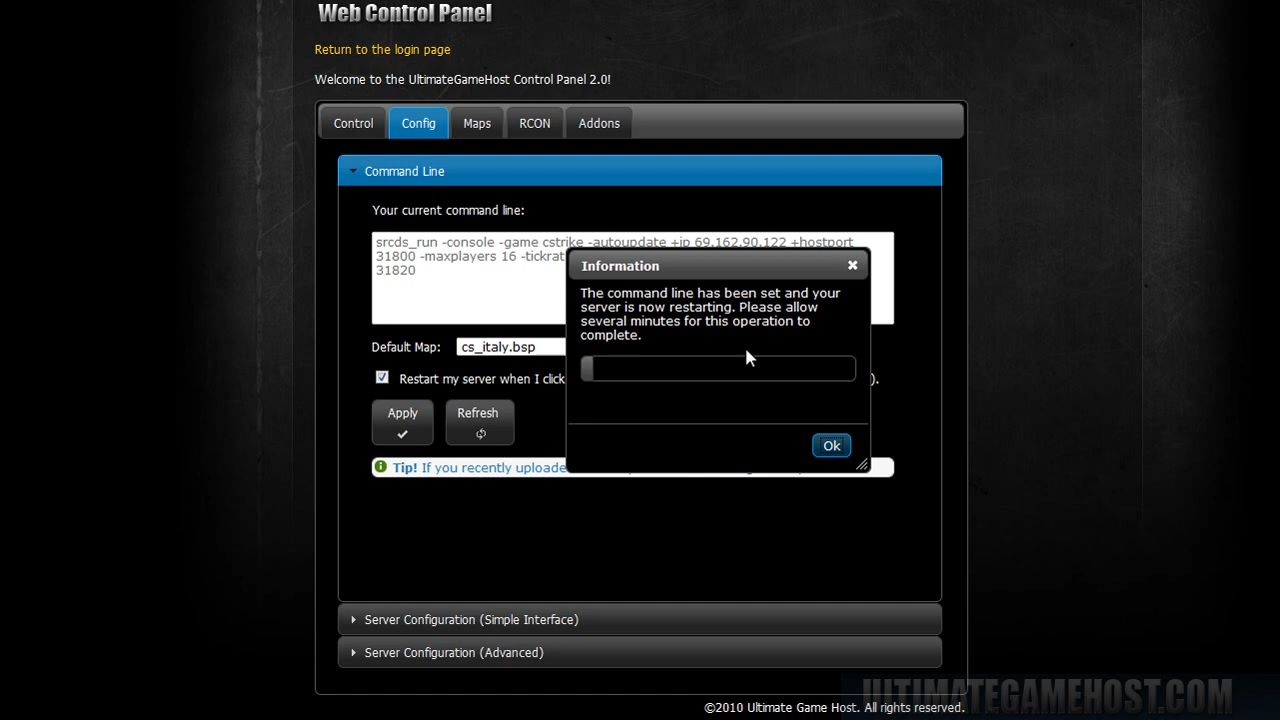 Web Control Panel
Return to the login page
Welcome to the UltimateGameHost Control Panel 2.0!
Control Config Maps RCON Addons
Command Line
Your current command line:
srcds_run -console -game cstrike -autoupdate +ip 69.162.90.122 +hostport
31800 -maxplayers 16 -tickrat
31820
Information
The command line has been set and your
server is now restarting. Please allow
several minutes for this operation to
complete.
Default Map: cs_italy.bsp
Restart my server when I click ).
Apply Refresh
Ok
Tip! If you recently uploade
Server Configuration (Simple Interface)
Server Configuration (Advanced)
ULTIMATEGAMEHOST.COM
©2010 Ultimate Game Host. All rights reserved.